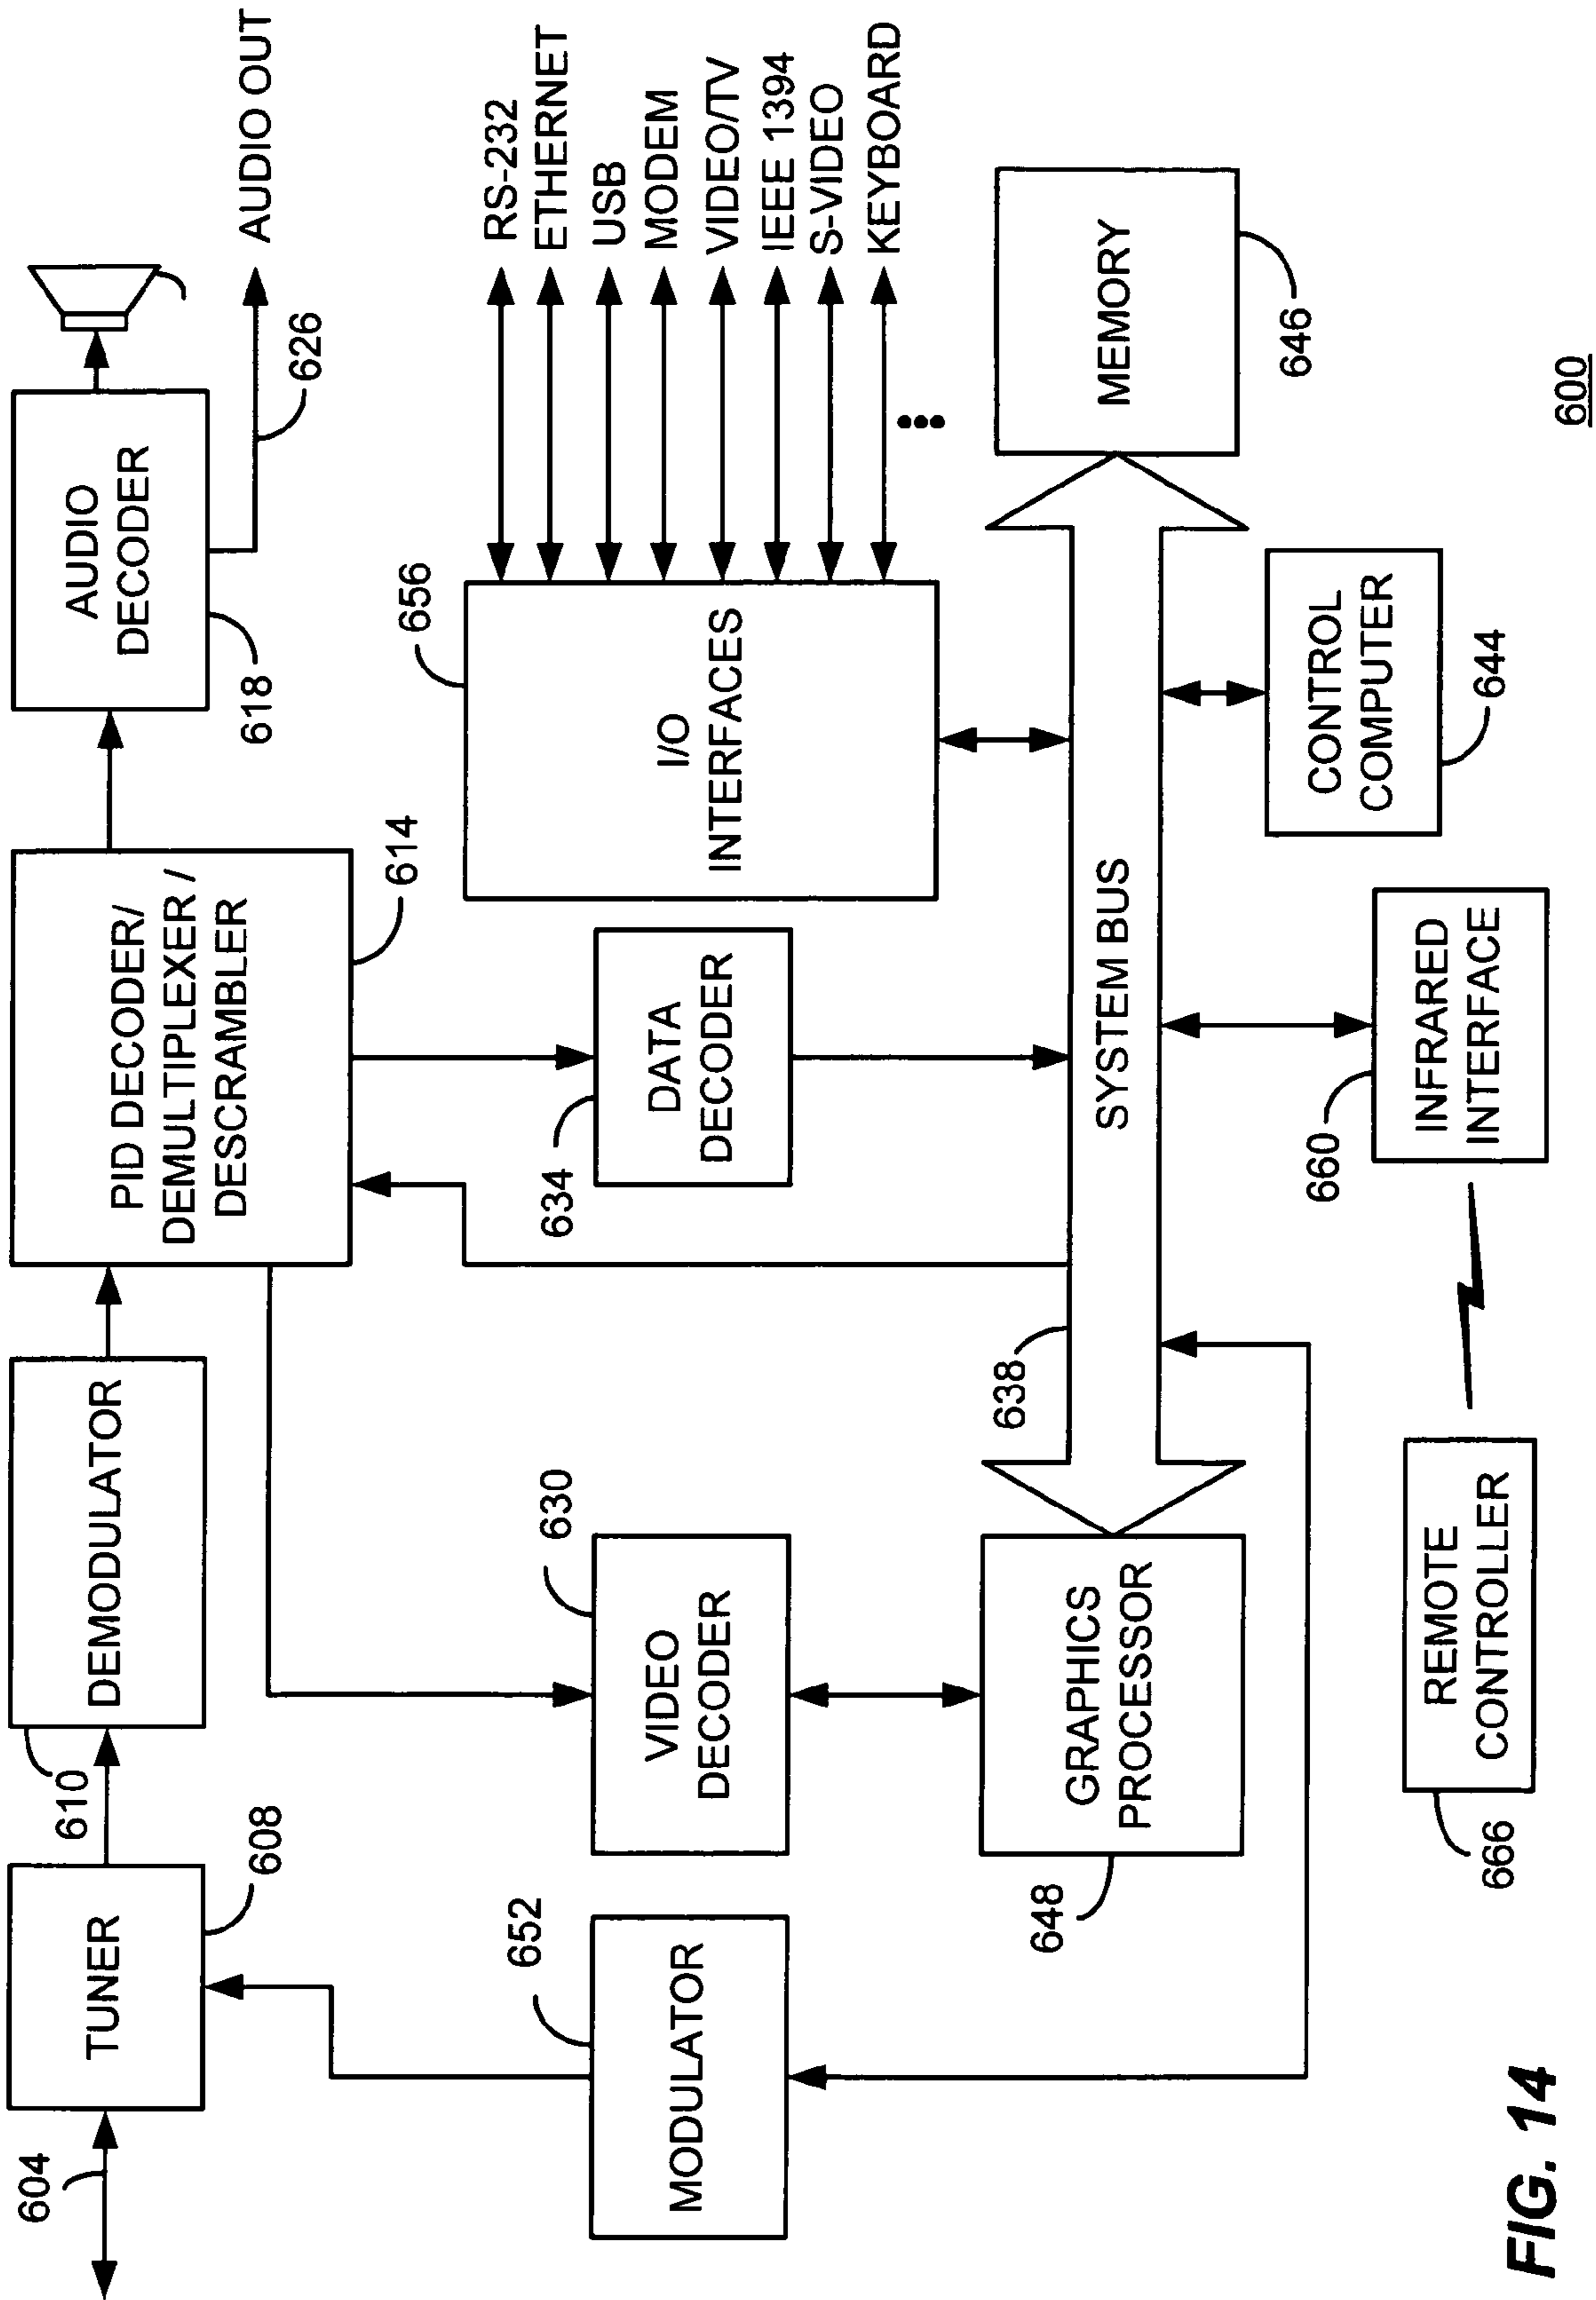 604
TUNER
608
610
DEMODULATOR
PID DECODER/
DEMULTIPLEXER /
DESCRAMBLER
614
AUDIO
DECODER
618
626
AUDIO OUT
652
MODULATOR
630
VIDEO
DECODER
634
DATA
DECODER
656
I/O
INTERFACES
RS-232
ETHERNET
USB
MODEM
VIDEO/TV
IEEE 1394
S-VIDEO
KEYBOARD
648
GRAPHICS
PROCESSOR
638
SYSTEM BUS
MEMORY
646
666
REMOTE
CONTROLLER
660
INFRARED
INTERFACE
CONTROL
COMPUTER
644
FIG. 14
600